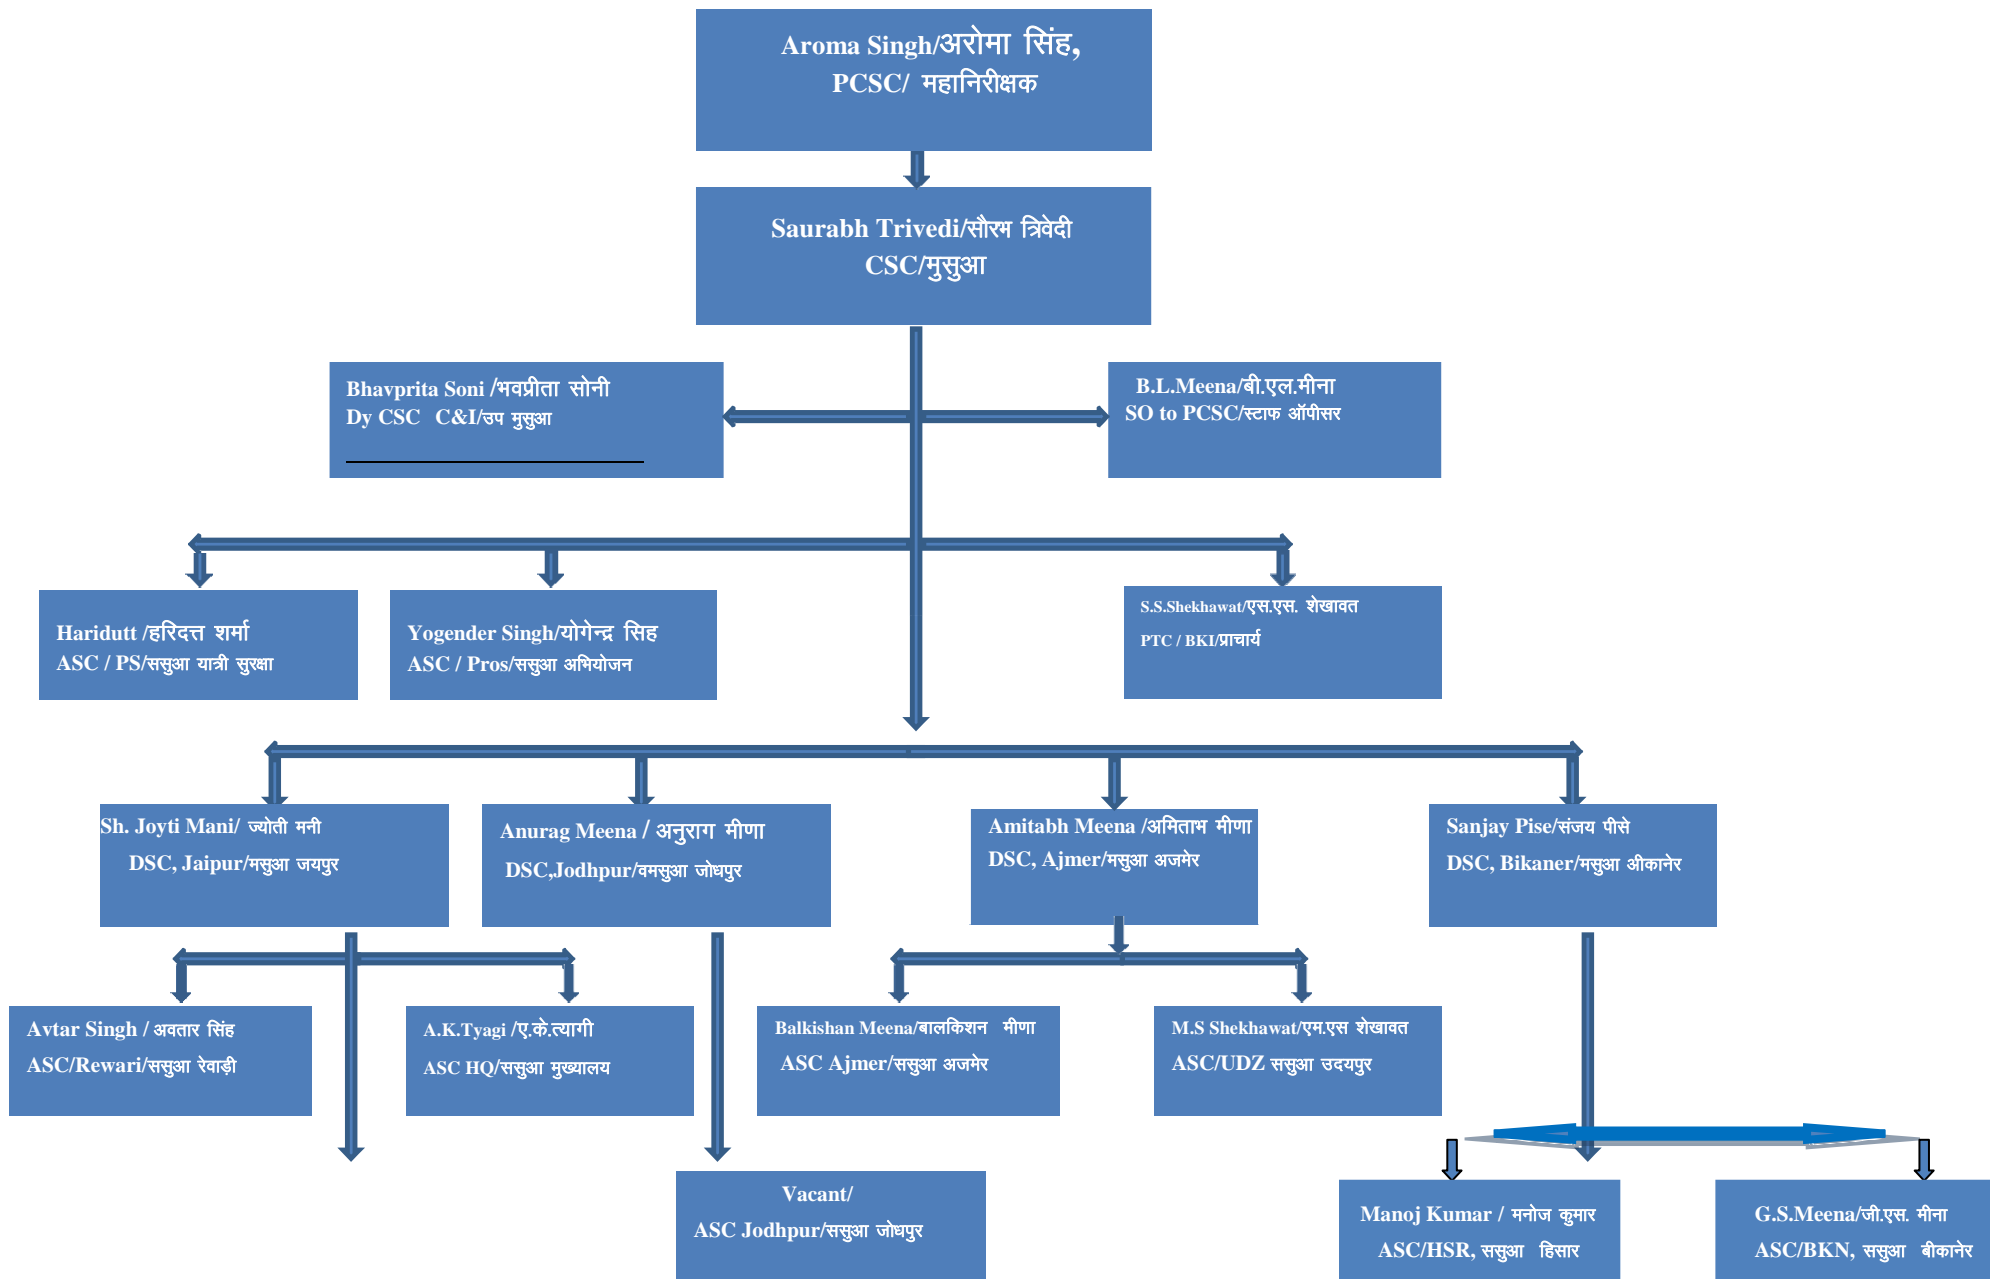 Aroma Singh/अरोमा सिंह,
PCSC/ महानिरीक्षक
Saurabh Trivedi/सौरभ त्रिवेदी
CSC/मुसुआ
Bhavprita Soni /भवप्रीता सोनी
Dy CSC C&I/उप मुसुआ
B.L.Meena/बी.एल.मीना
SO to PCSC/स्टाफ ऑपीसर
Haridutt /हरिदत्त शर्मा
ASC / PS/ससुआ यात्री सुरक्षा
Yogender Singh/योगेन्द्र सिह
ASC / Pros/ससुआ अभियोजन
S.S.Shekhawat/एस.एस. शेखावत
PTC / BKI/प्राचार्य
Sh. Joyti Mani/ ज्योती मनी
DSC, Jaipur/मसुआ जयपुर
Anurag Meena / अनुराग मीणा
DSC,Jodhpur/वमसुआ जोधपुर
Amitabh Meena /अमिताभ मीणा
DSC, Ajmer/मसुआ अजमेर
Sanjay Pise/संजय पीसे
DSC, Bikaner/मसुआ अीकानेर
Avtar Singh / अवतार सिंह
ASC/Rewari/ससुआ रेवाड़ी
A.K.Tyagi /ए.के.त्यागी
ASC HQ/ससुआ मुख्यालय
Balkishan Meena/बालकिशन मीणा
ASC Ajmer/ससुआ अजमेर
M.S Shekhawat/एम.एस शेखावत
ASC/UDZ ससुआ उदयपुर
Vacant/
ASC Jodhpur/ससुआ जोधपुर
Manoj Kumar / मनोज कुमार
ASC/HSR, ससुआ हिसार
G.S.Meena/जी.एस. मीना
ASC/BKN, ससुआ बीकानेर